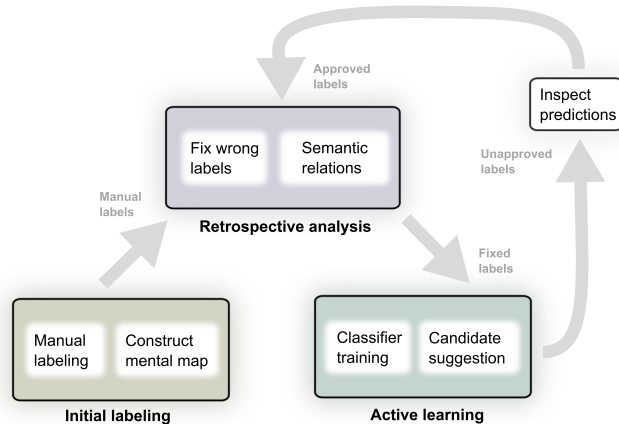 Approved
labels
Inspect
predictions
Fix wrong
labels
Semantic
relations
Unapproved
labels
Manual
labels
Retrospective analysis
Fixed
labels
Manual
labeling
Construct
mental map
Classifier
training
Candidate
suggestion
Initial labeling
Active learning